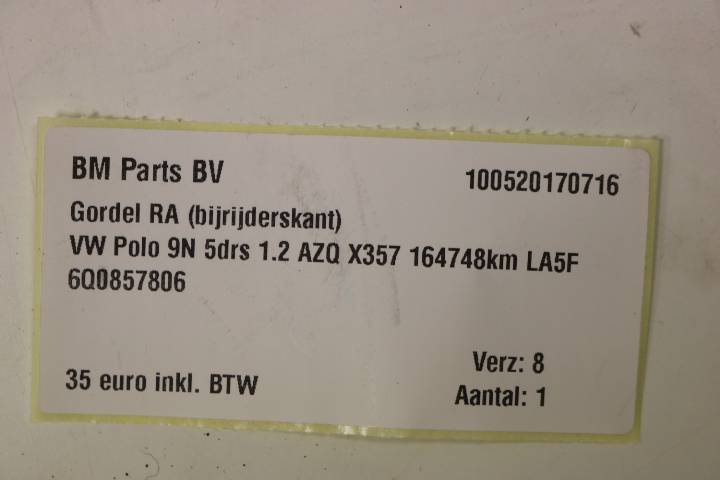 BM Parts BV
100520170716
Gordel RA (bijrijderskant)
VW Polo 9N 5drs 1.2 AZQ X357 164748km LA5F
6Q0857806
Verz: 8
35 euro inkl. BTW
Aantal: 1